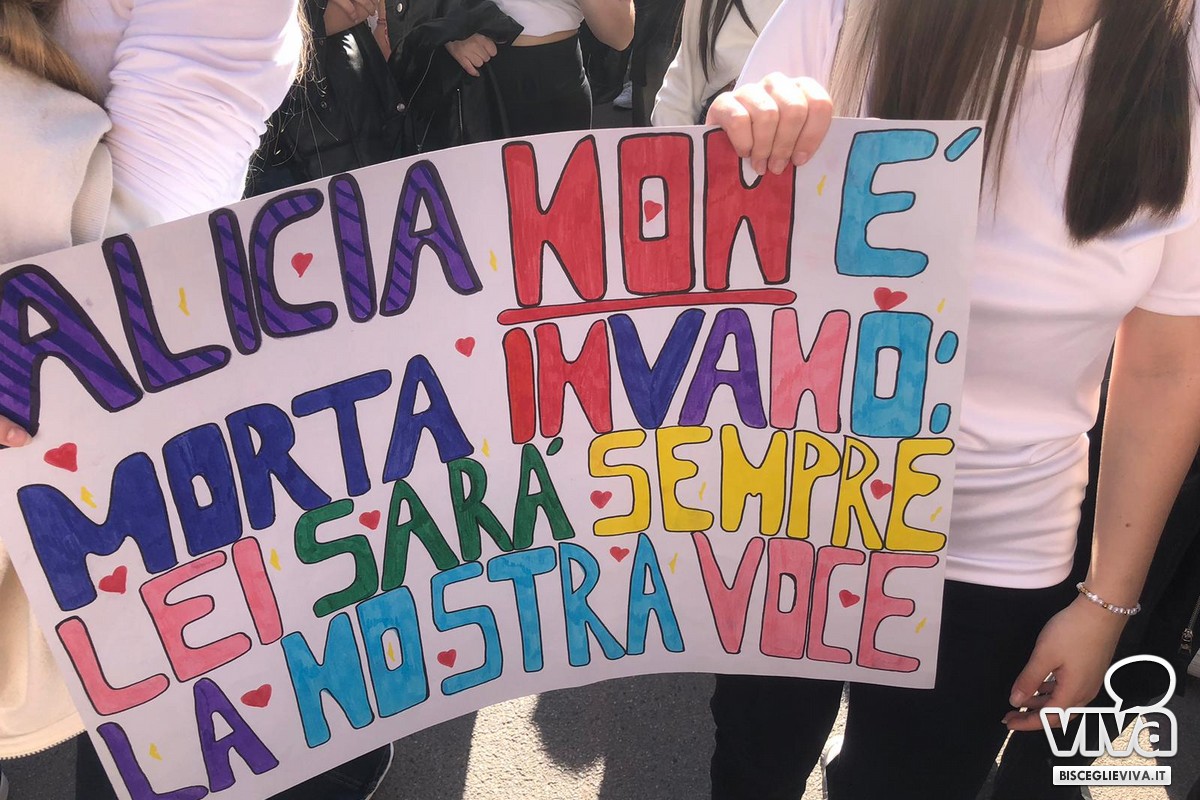 ALICIA NON É
MORTA INVANO:
LEI SARÁ SEMPRE
LA NOSTRA VOCE
viva
BISCEGLIEVIVA.IT